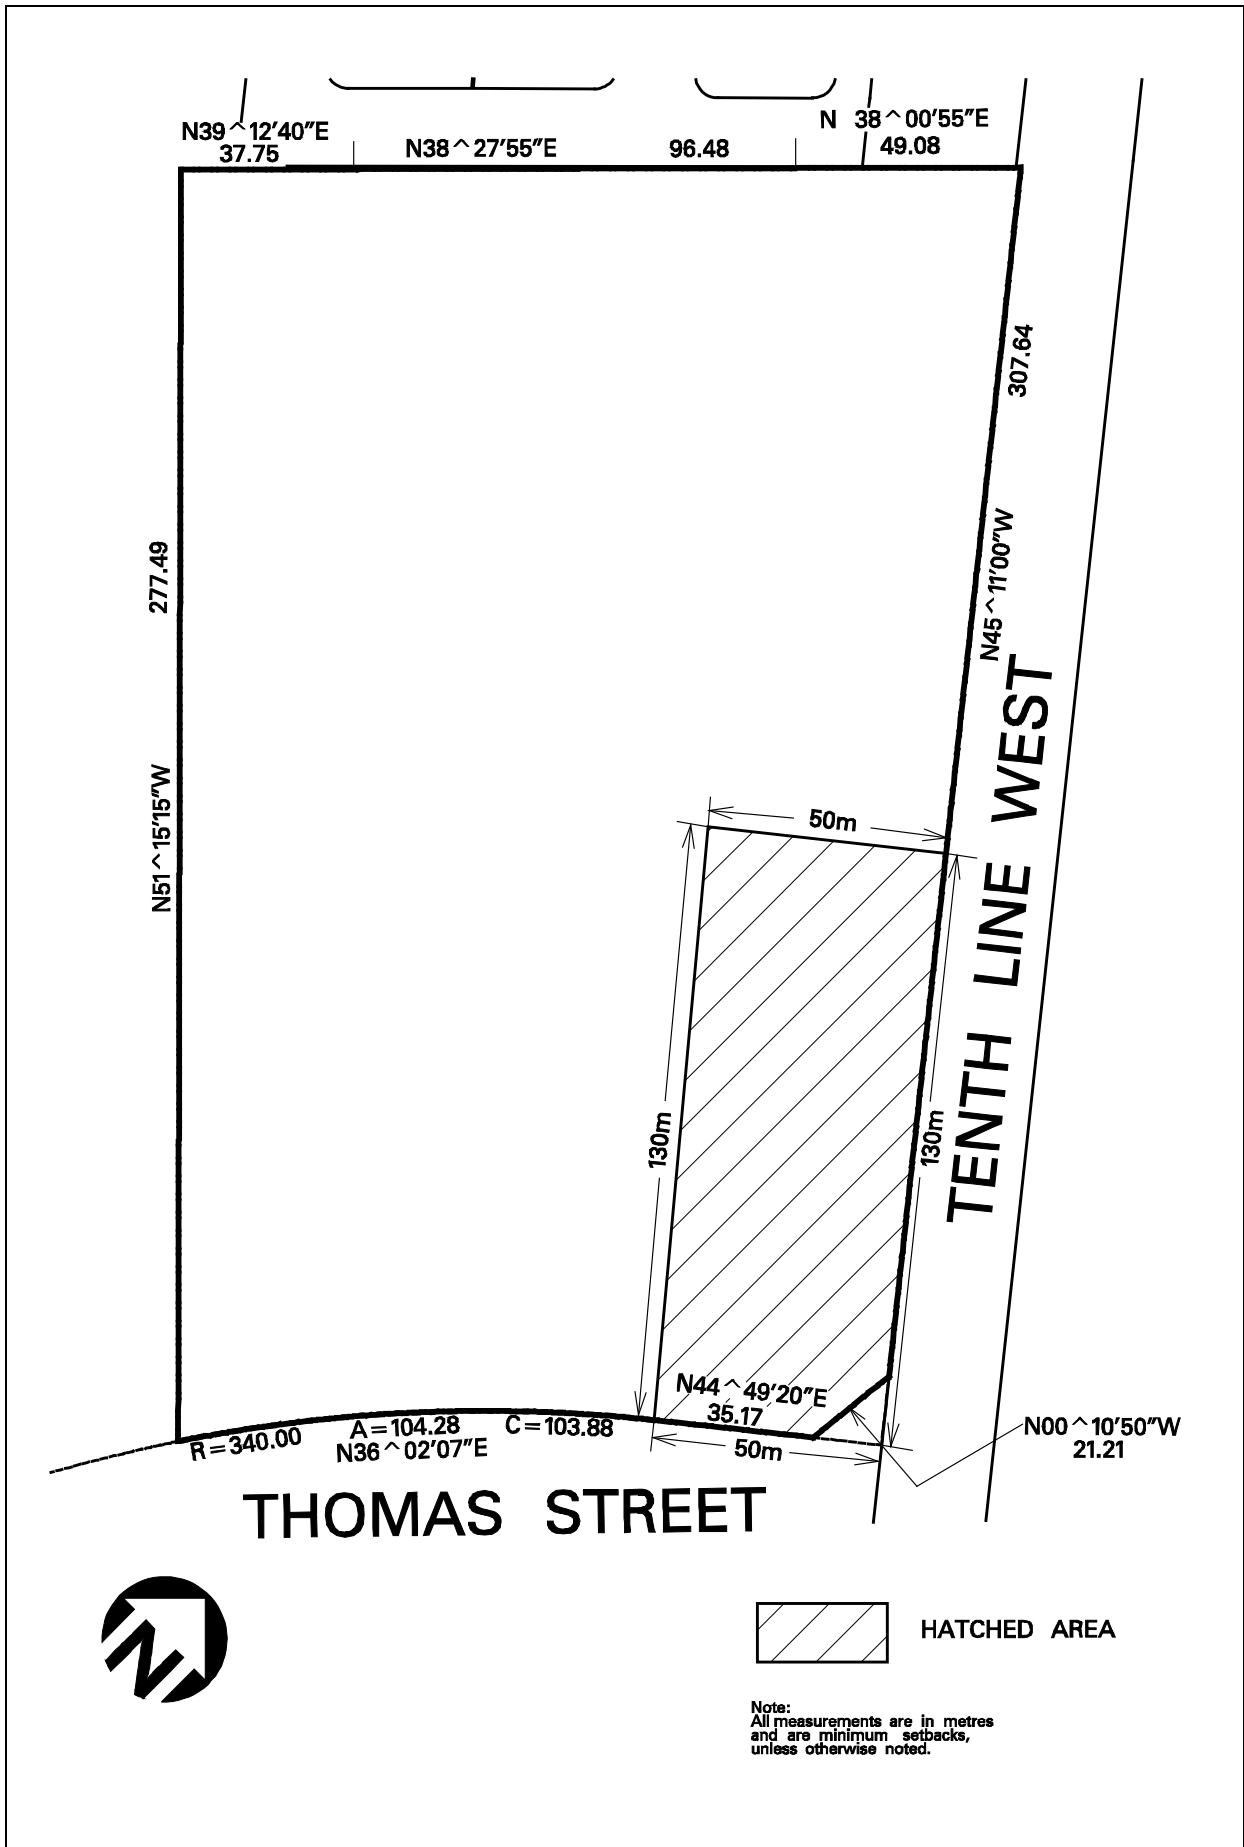 N39^12'40"E
37.75
N38^27'55"E 96.48
N 38^00'55"E
49.08
307.64
N45^11'00"W
277.49
N51^15'15"W
TENTH LINE WEST
50m
130m
130m
N44^49'20"E
35.17
50m
R=340.00 A=104.28 C=103.88
N36^02'07"E
N00^10'50"W
21.21
THOMAS STREET
N
HATCHED AREA
Note:
All measurements are in metres
and are minimum setbacks,
unless otherwise noted.